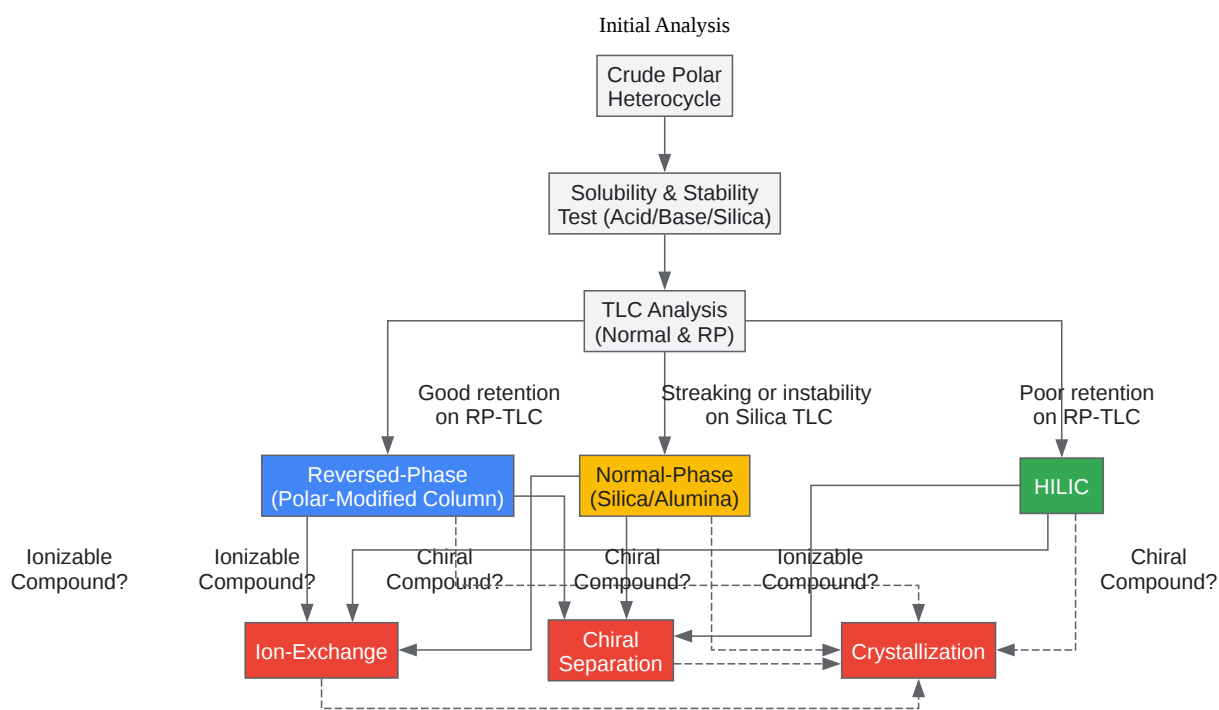 Initial Analysis
Crude Polar
Heterocycle
Solubility & Stability
Test (Acid/Base/Silica)
TLC Analysis
(Normal & RP)
Good retention
on RP-TLC
Streaking or instability
on Silica TLC
Poor retention
on RP-TLC
Reversed-Phase
(Polar-Modified Column)
Normal-Phase
(Silica/Alumina)
HILIC
Ionizable
Compound?
Ionizable
Compound?
Chiral
Compound?
Chiral
Compound?
Ionizable
Compound?
Chiral
Compound?
Ion-Exchange
Chiral
Separation
Crystallization